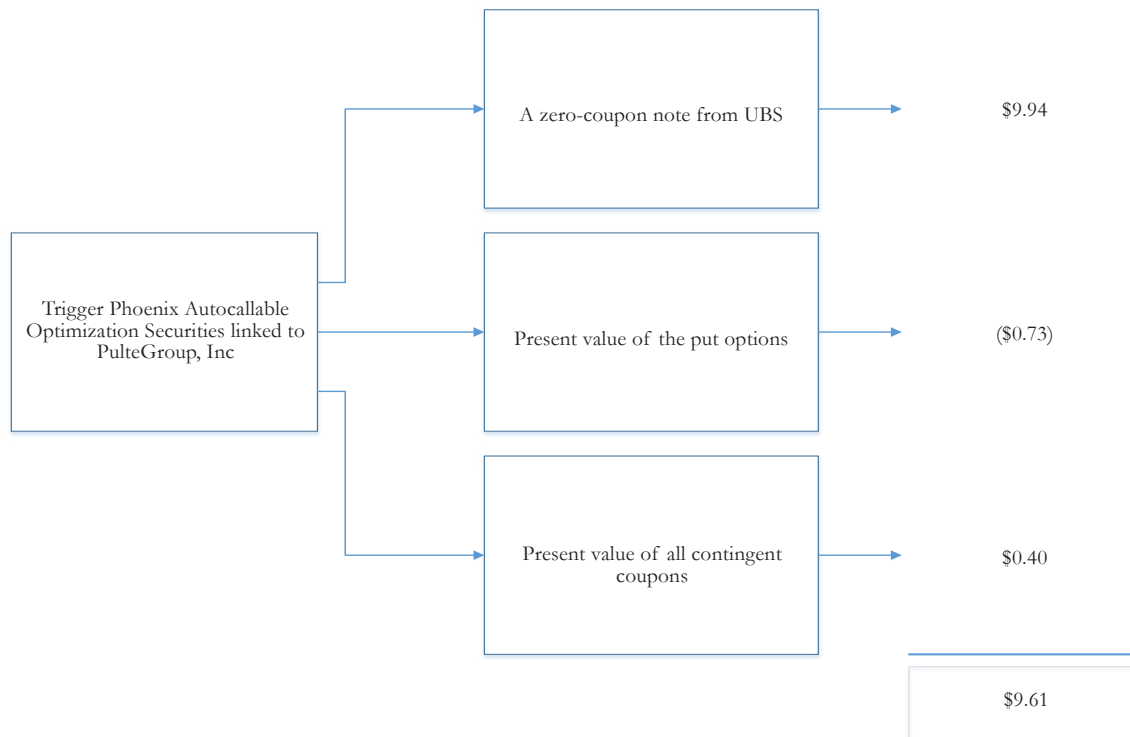 A zero-coupon note from UBS
$9.94
Trigger Phoenix Autocallable
Optimization Securities linked to
PulteGroup, Inc
Present value of the put options
($0.73)
Present value of all contingent
coupons
$0.40
$9.61